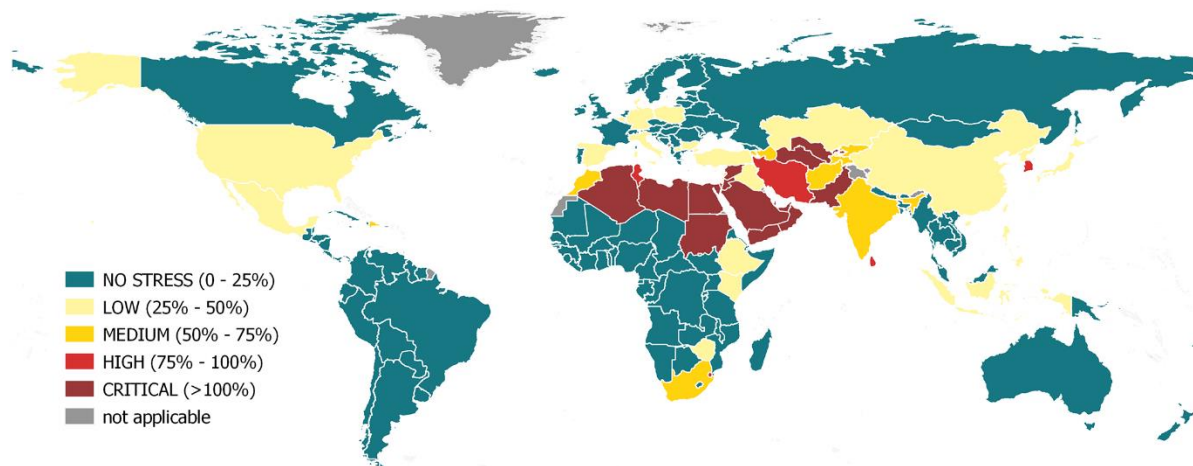 NO STRESS (0 - 25%)
LOW (25% - 50%)
MEDIUM (50% - 75%)
HIGH (75% - 100%)
CRITICAL (>100%)
not applicable